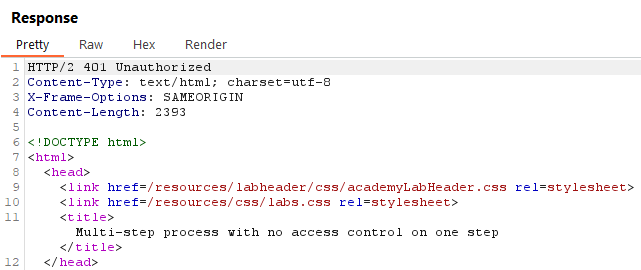 Response
Pretty Raw Hex Render
1 HTTP/2 401 Unauthorized
2 Content-Type: text/html; charset=utf-8
3 X-Frame-Options: SAMEORIGIN
4 Content-Length: 2393
5
6 <!DOCTYPE html>
7 <html>
8 <head>
9 <link href=/resources/labheader/css/academyLabHeader.css rel=stylesheet>
10 <link href=/resources/css/labs.css rel=stylesheet>
11 <title>
Multi-step process with no access control on one step
</title>
12 </head>